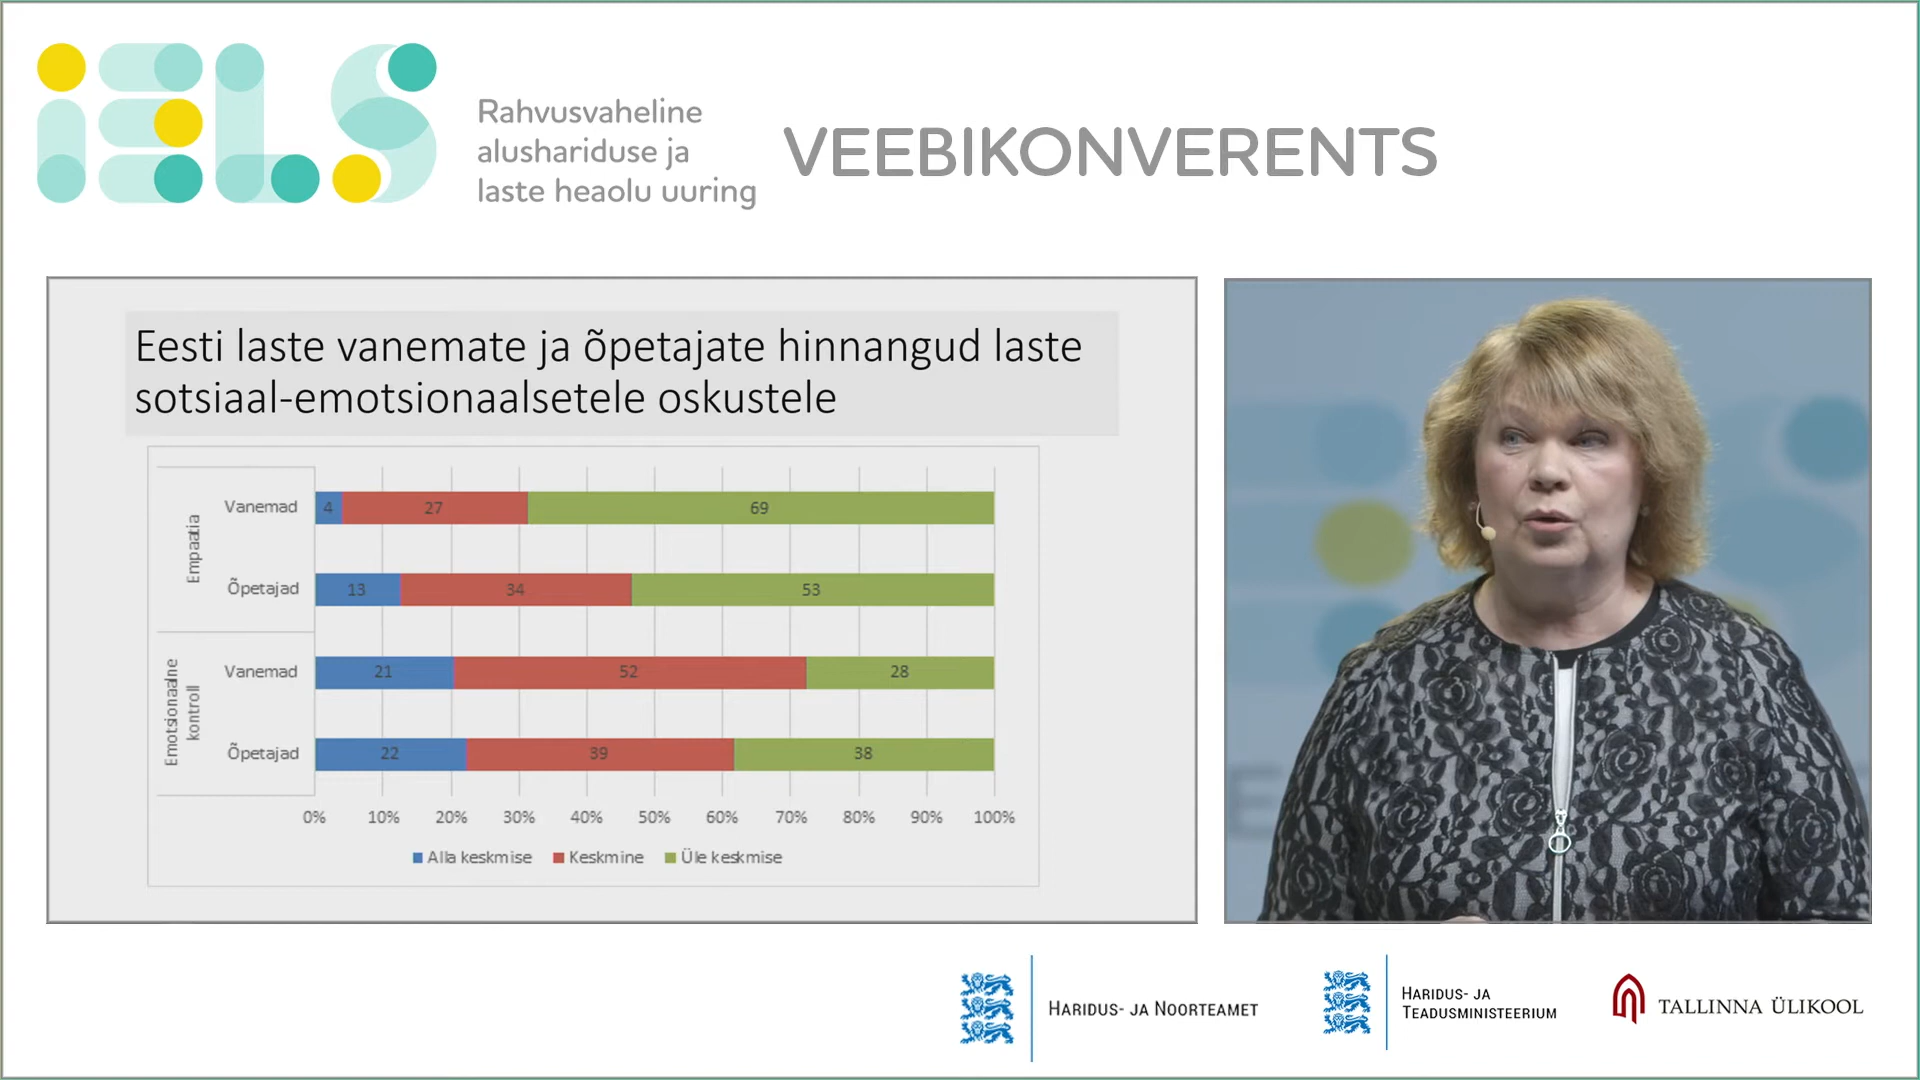 iELS
Rahvusvaheline
alushariduse ja
laste heaolu uuring
VEEBIKONVERENTS
Eesti laste vanemate ja õpetajate hinnangud laste
sotsiaal-emotsionaalsetele oskustele
Empaatia
Vanemad 4 27 69
Õpetajad 13 34 53
Emotsionaalne
kontroll
Vanemad 21 52 28
Õpetajad 22 39 38
0% 10% 20% 30% 40% 50% 60% 70% 80% 90% 100%
Alla keskmise Keskmine Üle keskmise
HARIDUS- JA NOORTEAMET
HARIDUS- JA
TEADUSMINISTEERIUM
TALLINNA ÜLIKOOL